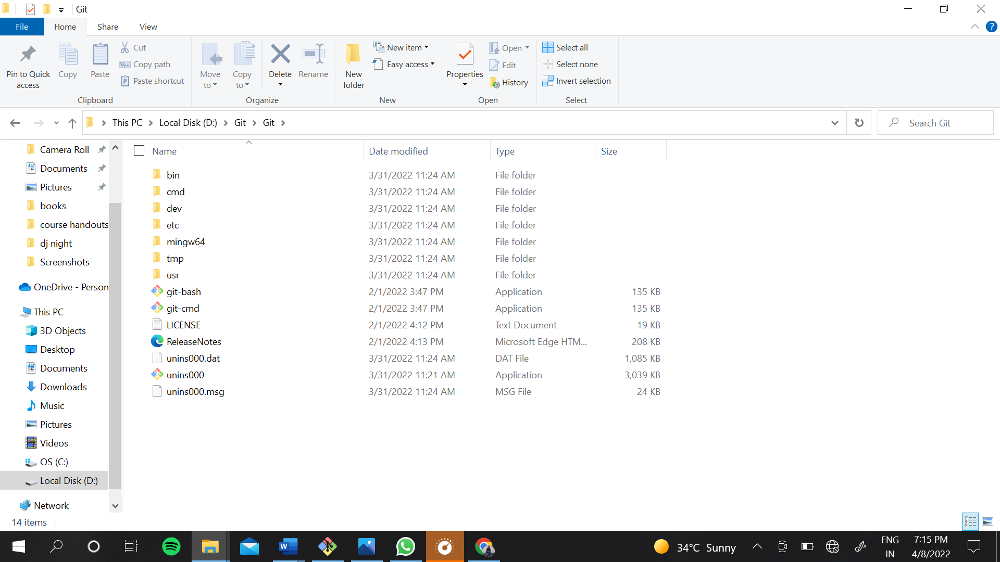 Git
File Home Share View
Pin to Quick access
Copy
Paste
Cut
Copy path
Paste shortcut
Clipboard
Move to
Copy to
Delete
Rename
Organize
New folder
New item
Easy access
New
Properties
Open
Edit
History
Open
Select all
Select none
Invert selection
Select
This PC Local Disk (D:) Git Git
Search Git
Camera Roll
Documents
Pictures
books
course handouts
dj night
Screenshots
OneDrive - Person
This PC
3D Objects
Desktop
Documents
Downloads
Music
Pictures
Videos
OS (C:)
Local Disk (D:)
Network
Name Date modified Type Size
bin 3/31/2022 11:24 AM File folder
cmd 3/31/2022 11:24 AM File folder
dev 3/31/2022 11:24 AM File folder
etc 3/31/2022 11:24 AM File folder
mingw64 3/31/2022 11:24 AM File folder
tmp 3/31/2022 11:24 AM File folder
usr 3/31/2022 11:24 AM File folder
git-bash 2/1/2022 3:47 PM Application 135 KB
git-cmd 2/1/2022 3:47 PM Application 135 KB
LICENSE 2/1/2022 4:12 PM Text Document 19 KB
ReleaseNotes 2/1/2022 4:13 PM Microsoft Edge HTM... 208 KB
unins000.dat 3/31/2022 11:24 AM DAT File 1,085 KB
unins000 3/31/2022 11:21 AM Application 3,039 KB
unins000.msg 3/31/2022 11:24 AM MSG File 24 KB
14 items
34°C Sunny
ENG
IN
7:15 PM
4/8/2022